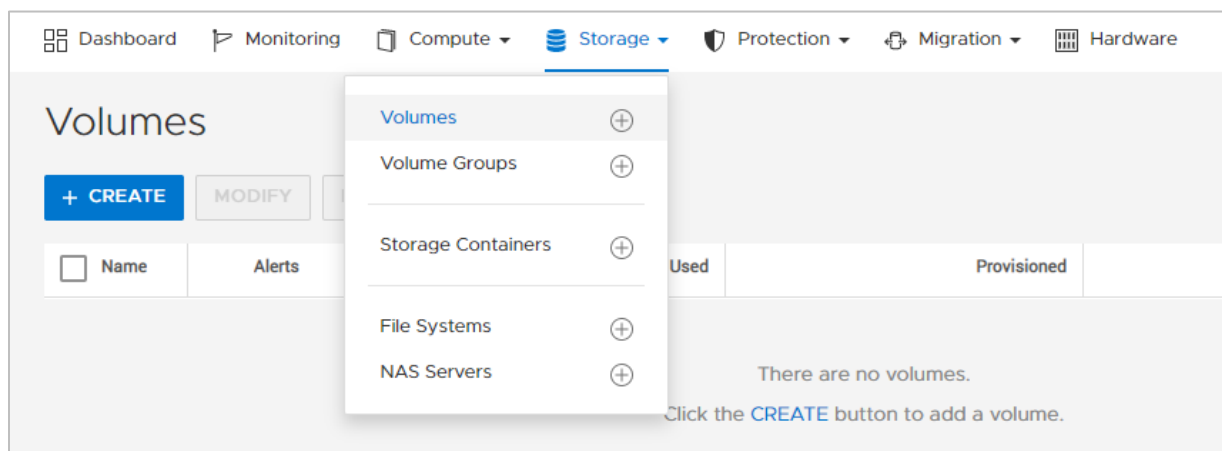 Dashboard Monitoring Compute Storage Protection Migration Hardware
Volumes
Volumes
Volume Groups
+ CREATE MODIFY
Storage Containers
Name Alerts Used Provisioned
File Systems
NAS Servers
There are no volumes.
Click the CREATE button to add a volume.